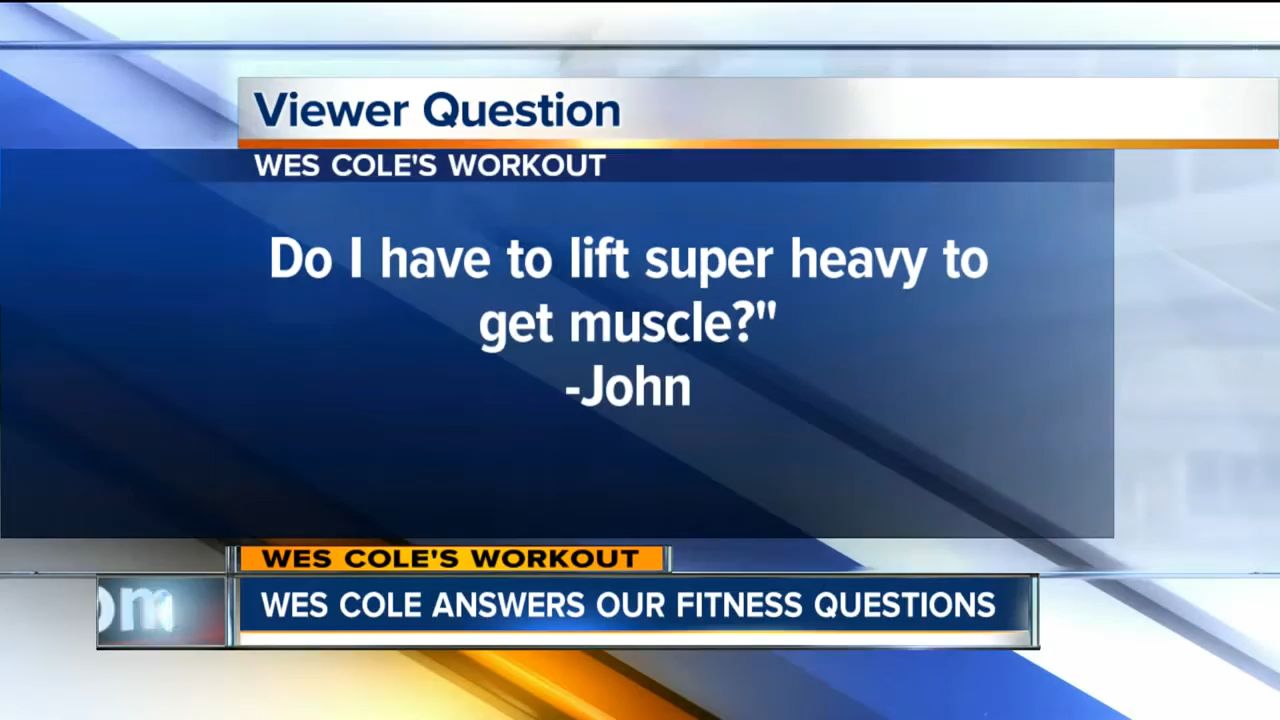 Viewer Question
WES COLE'S WORKOUT
Do I have to lift super heavy to
get muscle?"
-John
WES COLE'S WORKOUT
WES COLE ANSWERS OUR FITNESS QUESTIONS
om